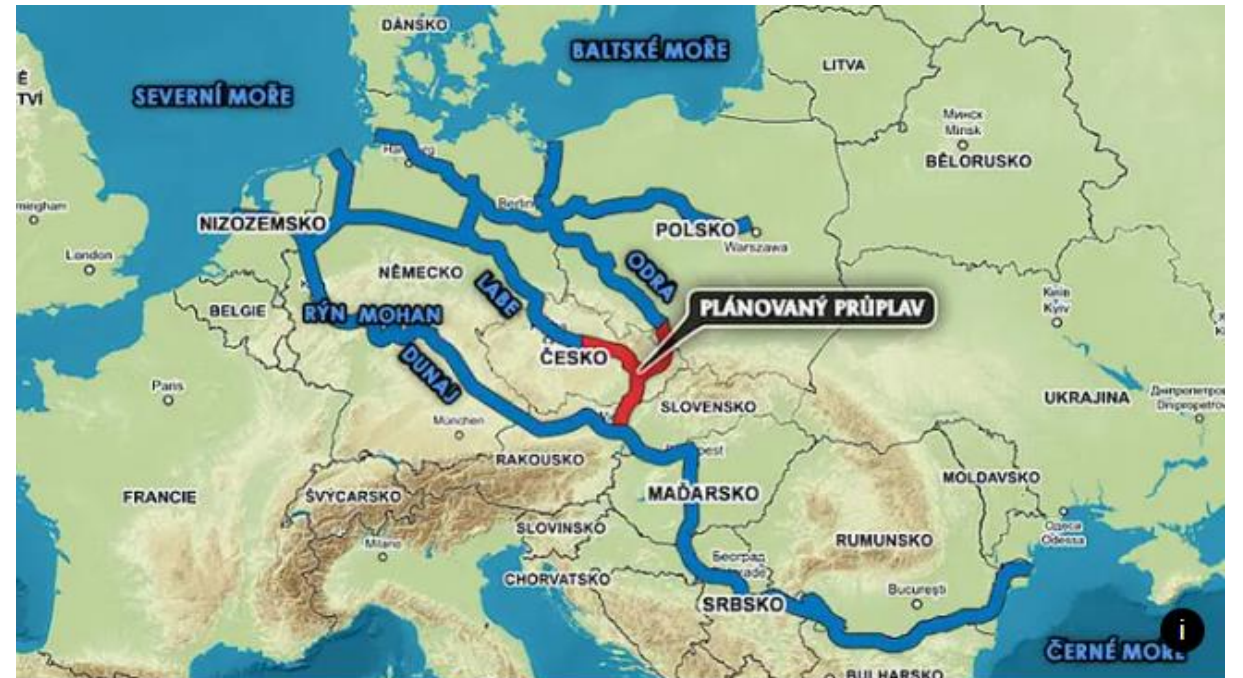 DÁNSKO
BALTSKÉ MOŘE
LITVA
SEVERNÍ MOŘE
Минск
Minsk
BĚLORUSKO
NIZOZEMSKO
Berlin
POLSKO
Warszawa
London
NĚMECKO
ODRA
LABE
BELGIE
RÝN MOHAN
PLÁNOVANÝ PRŮPLAV
Київ
Kyiv
DUNAJ
ČESKO
Paris
SLOVENSKO
UKRAJINA
München
RAKOUSKO
FRANCIE
ŠVÝCARSKO
MAĎARSKO
MOLDAVSKO
SLOVINSKO
Milano
Одеса
Odessa
RUMUNSKO
Београд
CHORVATSKO
SRBSKO
București
ČERNÉ MOŘE
i
BULHARSKO